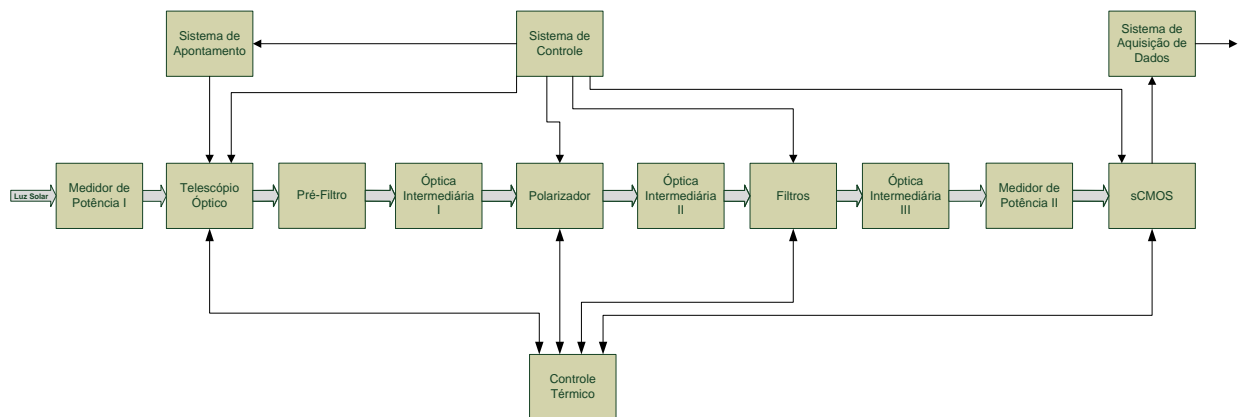 Sistema de
Apontamento
Sistema de
Controle
Sistema de
Aquisição de
Dados
Luz Solar
Medidor de
Potência I
Telescópio
Óptico
Pré-Filtro
Óptica
Intermediária
I
Polarizador
Óptica
Intermediária
II
Filtros
Óptica
Intermediária
III
Medidor de
Potência II
sCMOS
Controle
Térmico